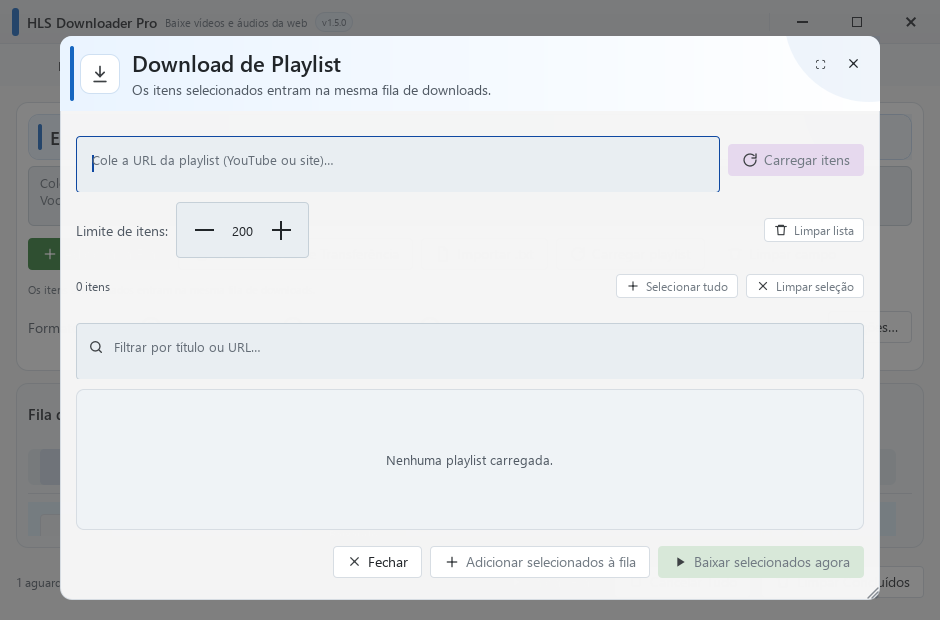 HLS Downloader Pro Baixe vídeos e áudios da web v1.5.0
Download de Playlist
Os itens selecionados entram na mesma fila de downloads.
Cole a URL da playlist (YouTube ou site)...
Carregar itens
Limite de itens: 200
Limpar lista
0 itens
Selecionar tudo
Limpar seleção
Filtrar por título ou URL...
Nenhuma playlist carregada.
Fechar
Adicionar selecionados à fila
Baixar selecionados agora